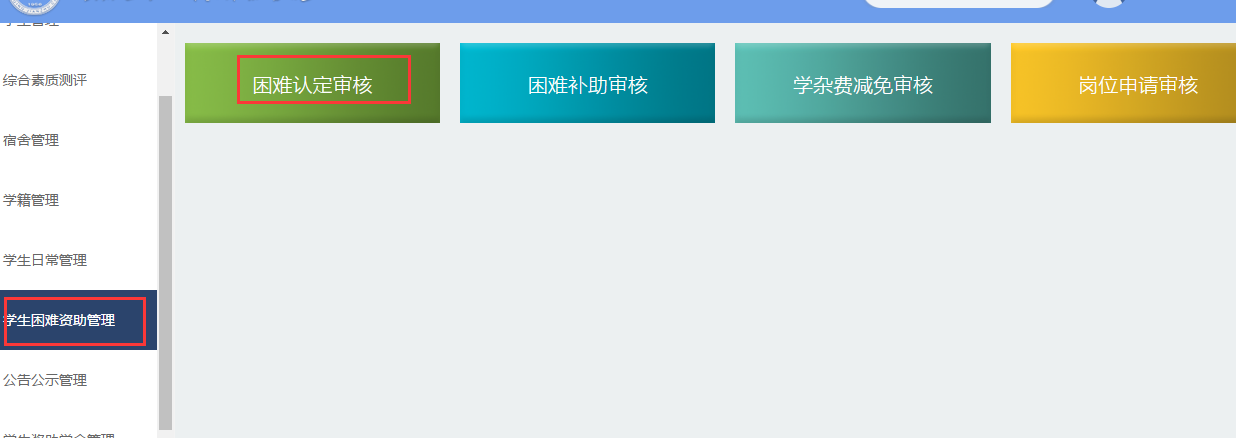 综合素质测评
宿舍管理
学籍管理
学生日常管理
学生困难资助管理
公告公示管理
困难认定审核
困难补助审核
学杂费减免审核
岗位申请审核